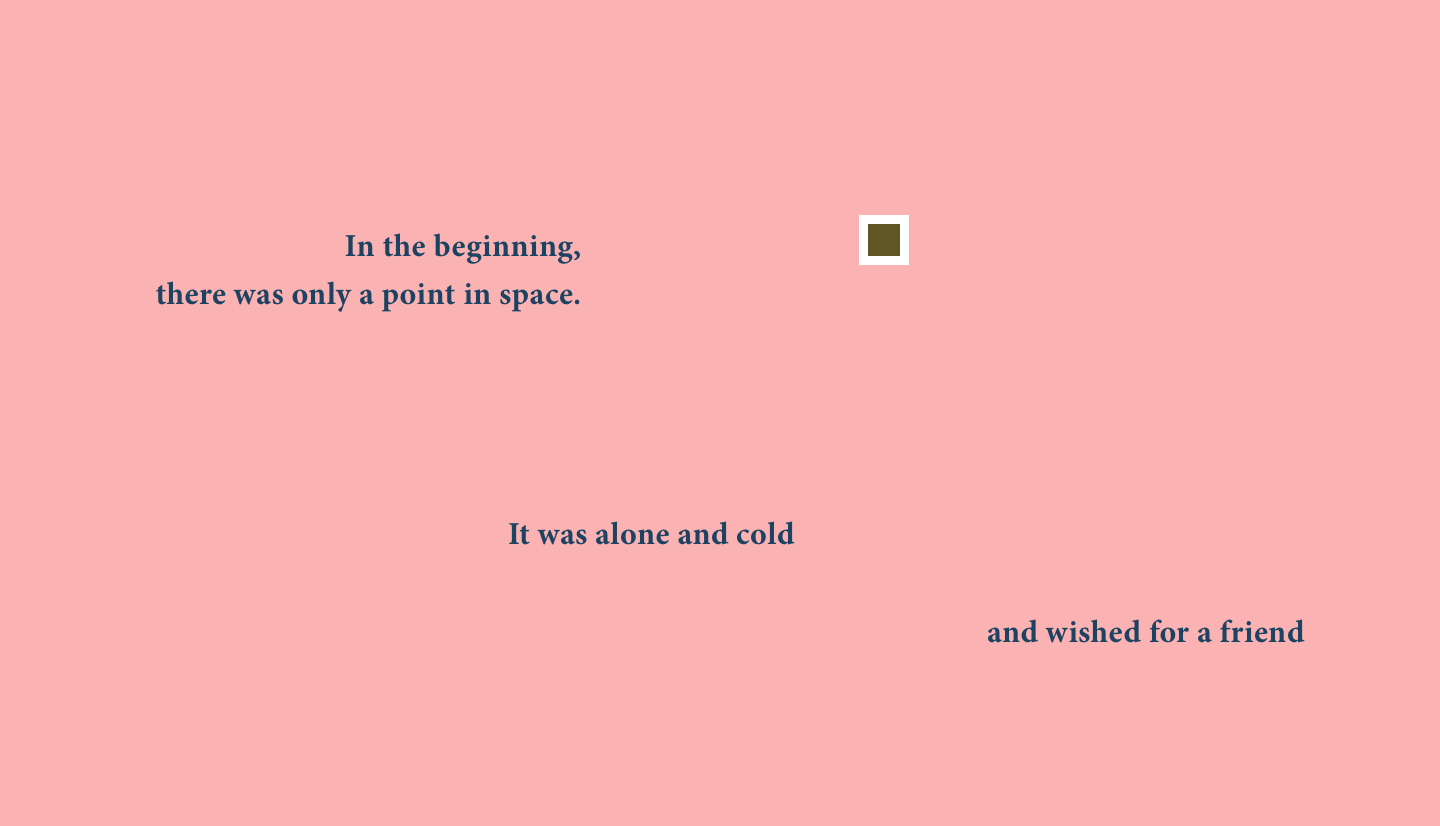 In the beginning,
there was only a point in space.
It was alone and cold
and wished for a friend